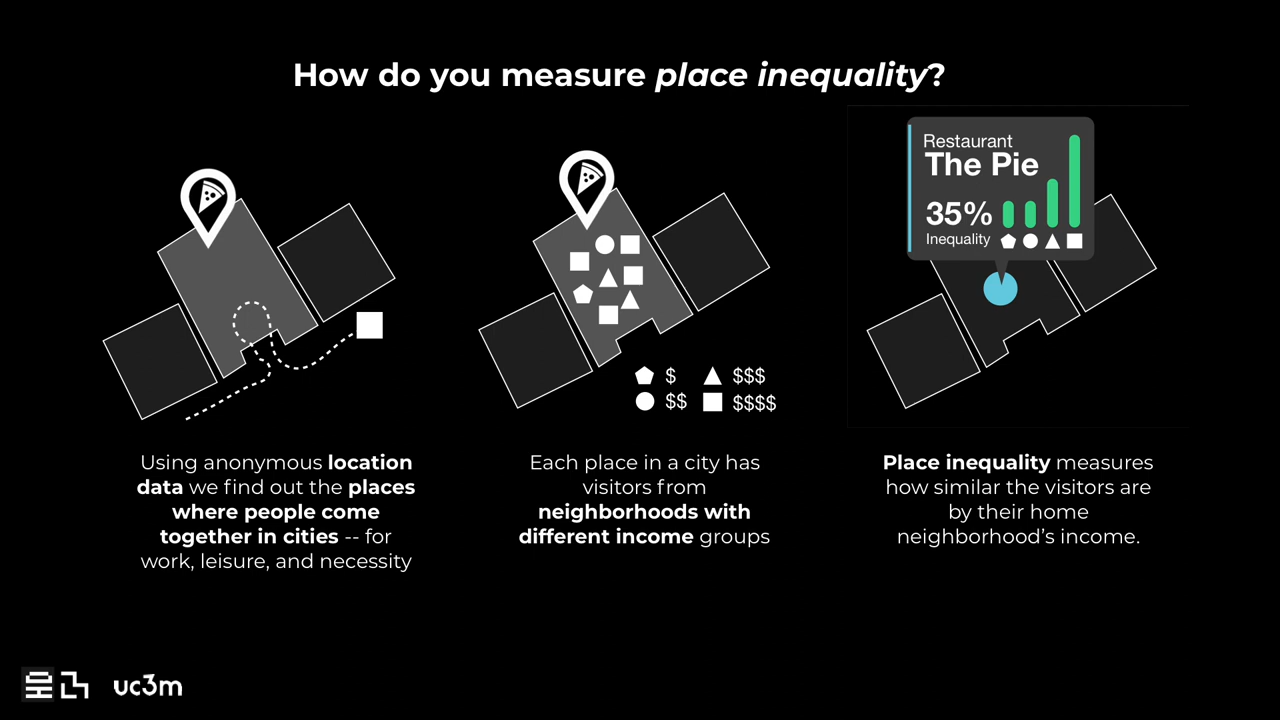 How do you measure place inequality?
Restaurant
The Pie
35%
Inequality
$
$$$
$$
$$$$
Using anonymous location
data we find out the places
where people come
together in cities -- for
work, leisure, and necessity
Each place in a city has
visitors from
neighborhoods with
different income groups
Place inequality measures
how similar the visitors are
by their home
neighborhood's income.
uc3m